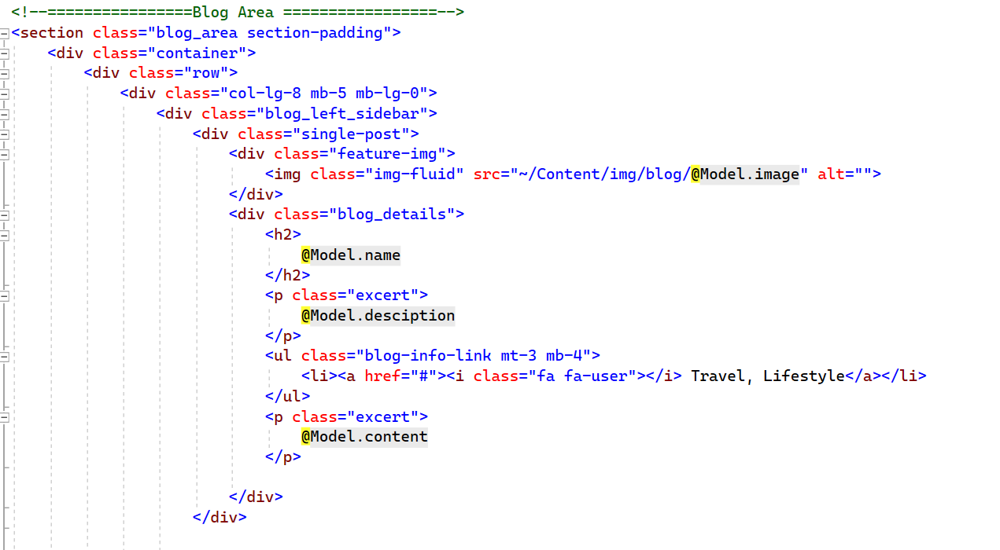 <!--================Blog Area =================-->
<section class="blog_area section-padding">
<div class="container">
<div class="row">
<div class="col-lg-8 mb-5 mb-lg-0">
<div class="blog_left_sidebar">
<div class="single-post">
<div class="feature-img">
<img class="img-fluid" src="~/Content/img/blog/@Model.image" alt="">
</div>
<div class="blog_details">
<h2>
@Model.name
</h2>
<p class="excert">
@Model.desciption
</p>
<ul class="blog-info-link mt-3 mb-4">
<li><a href="#"><i class="fa fa-user"></i> Travel, Lifestyle</a></li>
</ul>
<p class="excert">
@Model.content
</p>
</div>
</div>